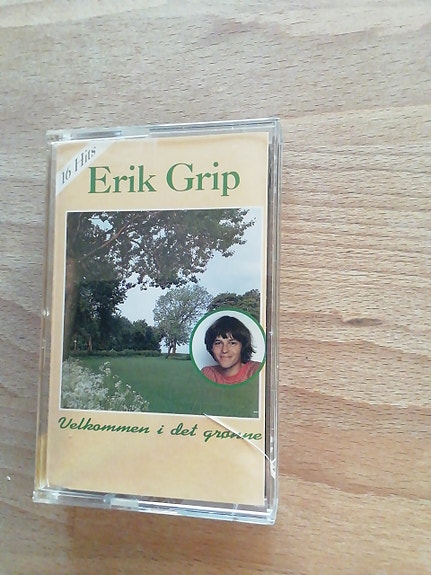 16 Hits
Erik Grip
Velkommen i det grønne